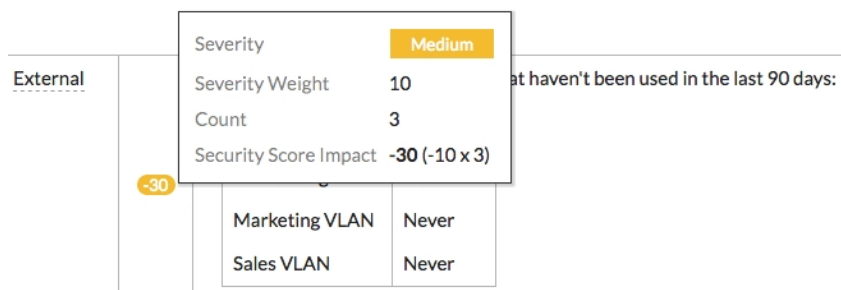 Severity Medium
External Severity Weight 10 at haven't been used in the last 90 days:
Count 3
Security Score Impact -30 (-10 x 3)
-30
Marketing VLAN Never
Sales VLAN Never